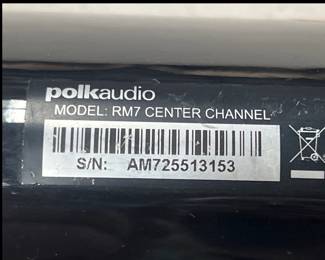 polkaudio
MODEL: RM7 CENTER CHANNEL
S/N: AM725513153